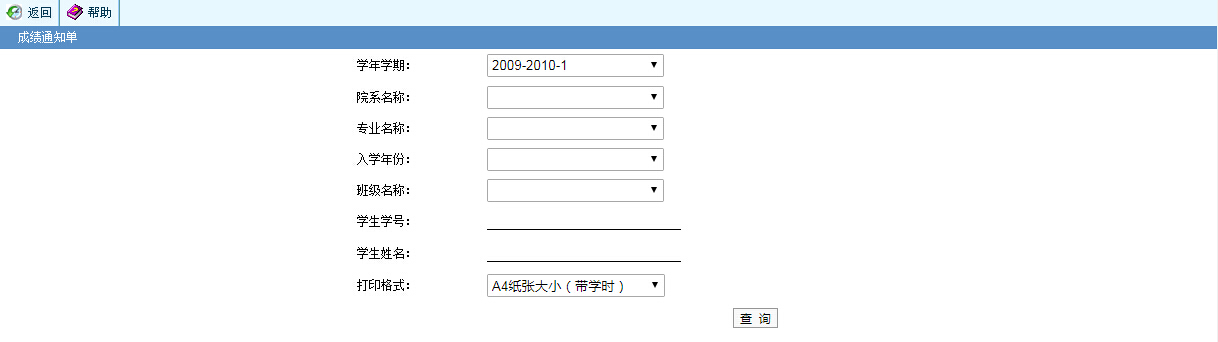 返回 帮助
成绩通知单
学年学期： 2009-2010-1
院系名称：
专业名称：
入学年份：
班级名称：
学生学号：
学生姓名：
打印格式： A4纸张大小（带学时）
查 询